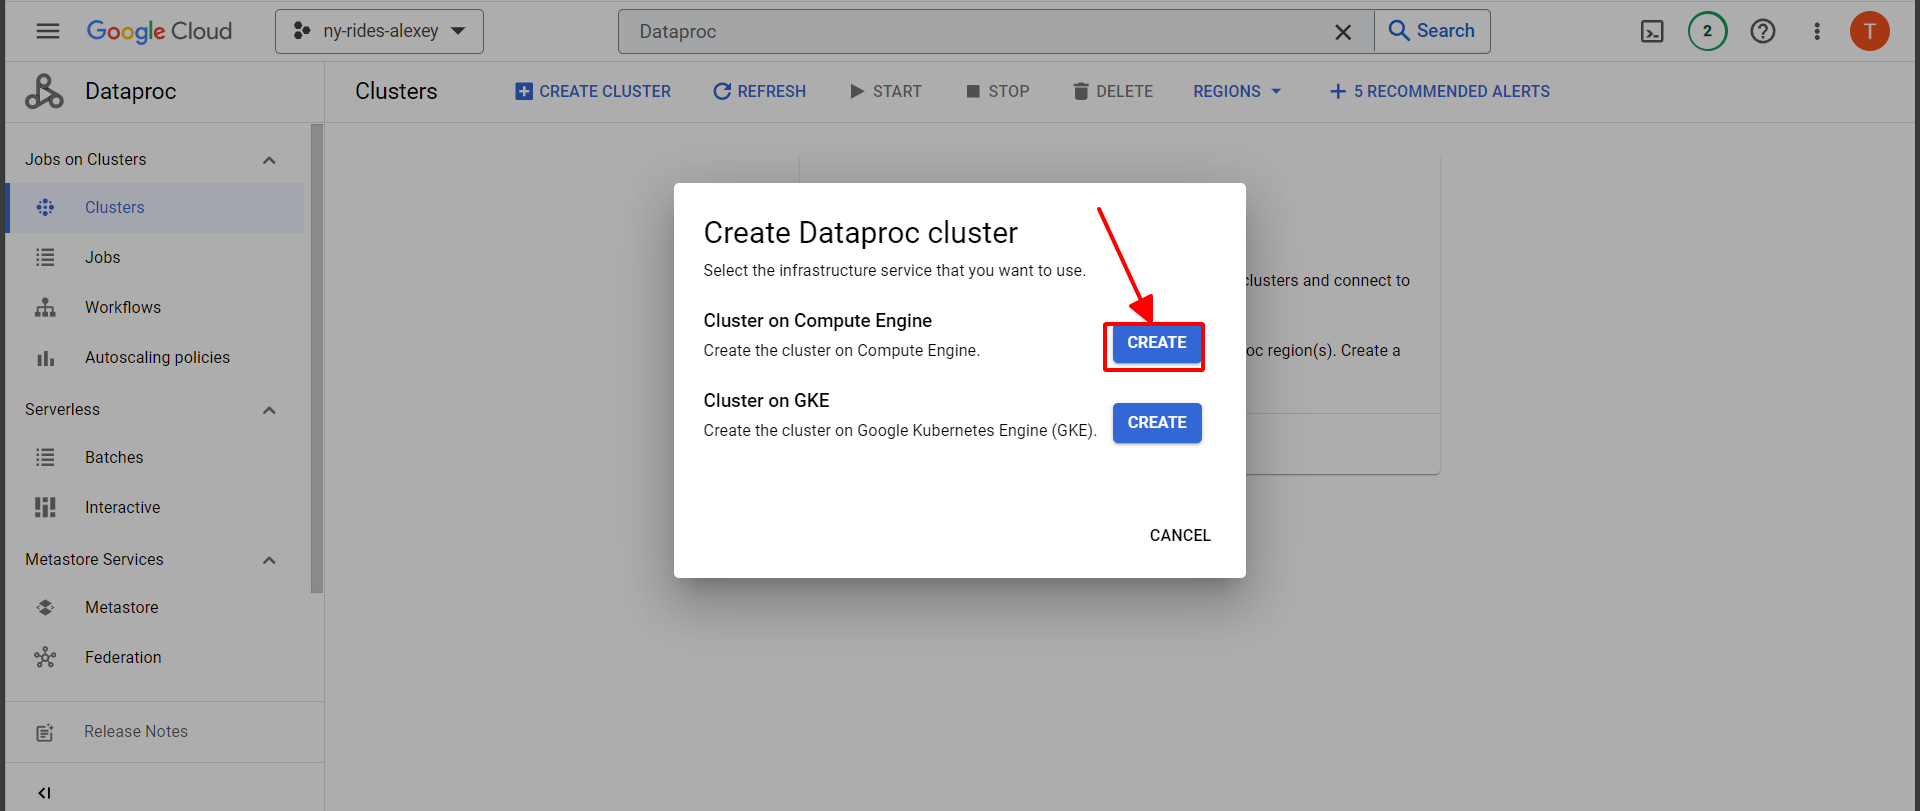 Google Cloud
ny-rides-alexey
Dataproc
Search
2
T
Dataproc
Clusters
CREATE CLUSTER
REFRESH
START
STOP
DELETE
REGIONS
5 RECOMMENDED ALERTS
Jobs on Clusters
Clusters
Jobs
Workflows
Autoscaling policies
Serverless
Batches
Interactive
Metastore Services
Metastore
Federation
Release Notes
Create Dataproc cluster
Select the infrastructure service that you want to use.
Cluster on Compute Engine
Create the cluster on Compute Engine.
CREATE
Cluster on GKE
Create the cluster on Google Kubernetes Engine (GKE).
CREATE
CANCEL
clusters and connect to
region(s). Create a